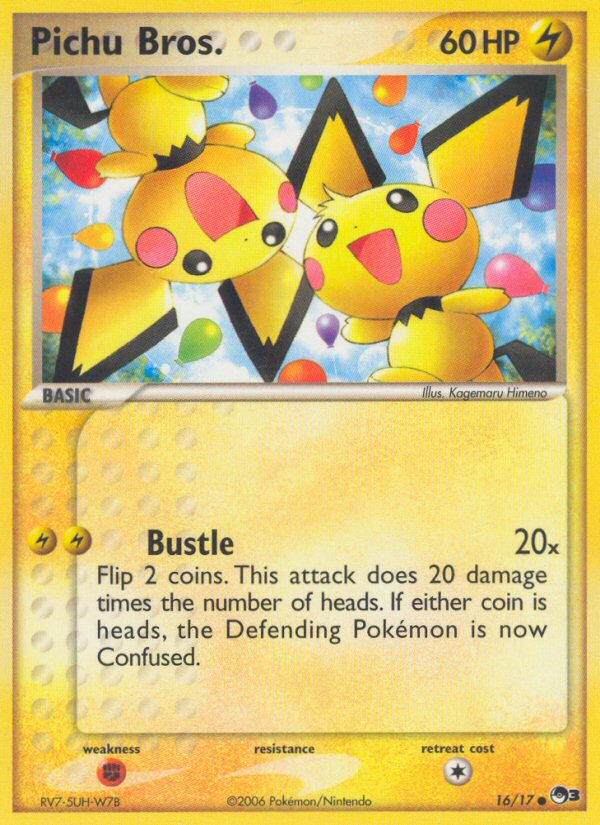 Pichu Bros. 60 HP
BASIC
Illus. Kagemaru Himeno
Bustle 20x
Flip 2 coins. This attack does 20 damage
times the number of heads. If either coin is
heads, the Defending Pokémon is now
Confused.
weakness resistance retreat cost
RV7-5UH-W7B ©2006 Pokémon/Nintendo 16/17 ● 3